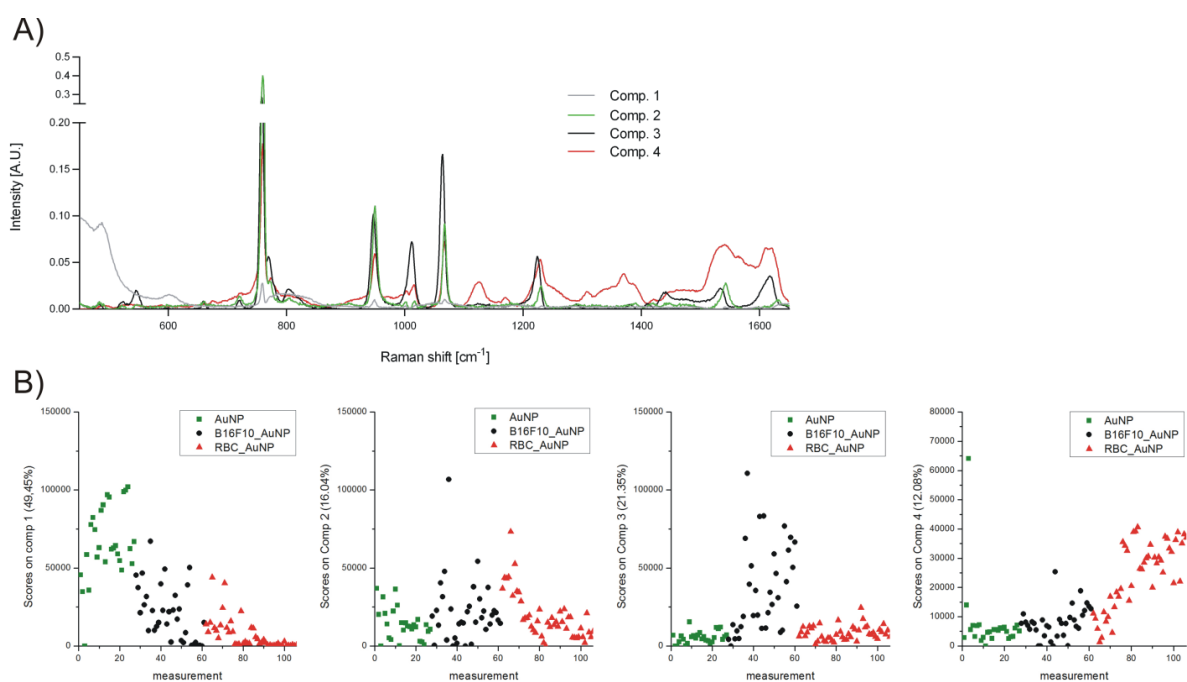 A)
0.5
0.4
0.3
0.20
0.15
0.10
0.05
0.00
Intensity [A.U.]
Comp. 1
Comp. 2
Comp. 3
Comp. 4
600 800 1000 1200 1400 1600
Raman shift [cm⁻¹]
B)
150000
100000
50000
0
Scores on comp 1 (49,45%)
AuNP
B16F10_AuNP
RBC_AuNP
0 20 40 60 80 100
measurement
150000
100000
50000
0
Scores on Comp 2 (16.04%)
AuNP
B16F10_AuNP
RBC_AuNP
0 20 40 60 80 100
measurement
150000
100000
50000
0
Scores on Comp 3 (21.35%)
AuNP
B16F10_AuNP
RBC_AuNP
0 20 40 60 80 100
measurement
80000
70000
60000
50000
40000
30000
20000
10000
0
Scores on Comp 4 (12.08%)
AuNP
B16F10_AuNP
RBC_AuNP
0 20 40 60 80 100
measurement